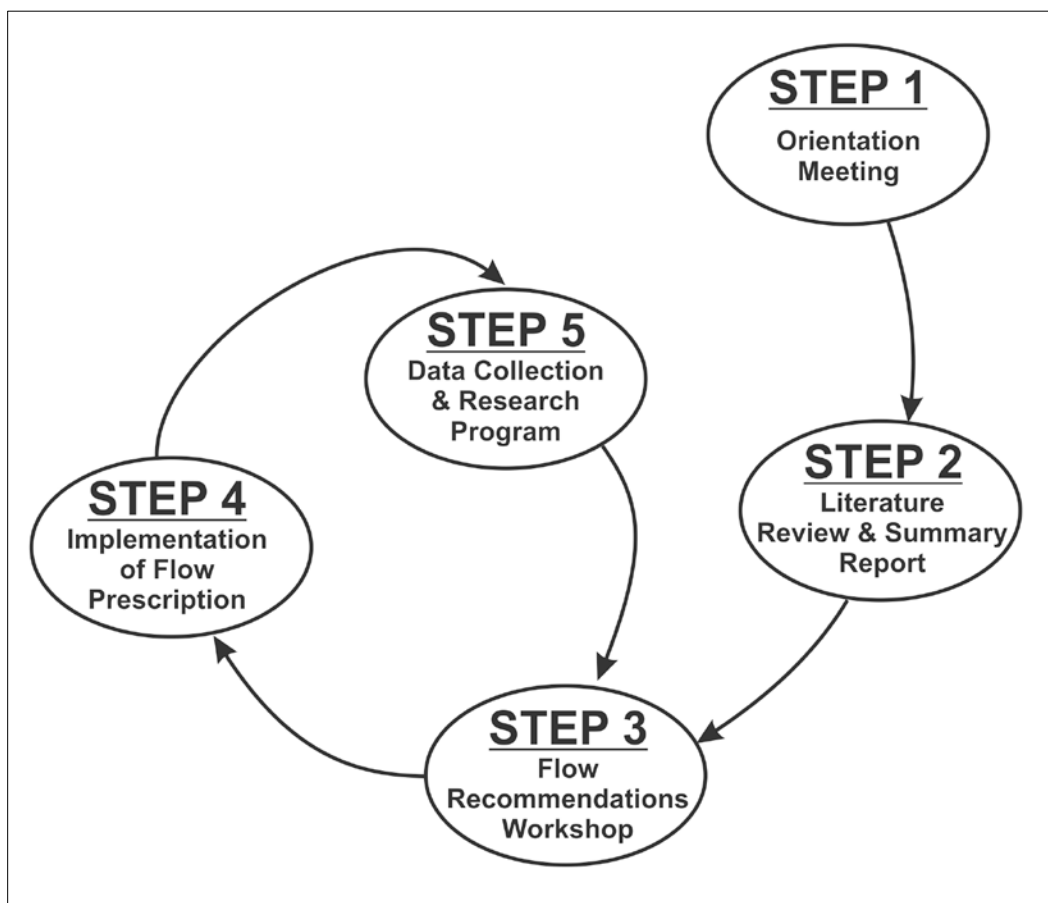 STEP 1
Orientation
Meeting
STEP 2
Literature
Review & Summary
Report
STEP 3
Flow
Recommendations
Workshop
STEP 4
Implementation
of Flow
Prescription
STEP 5
Data Collection
& Research
Program